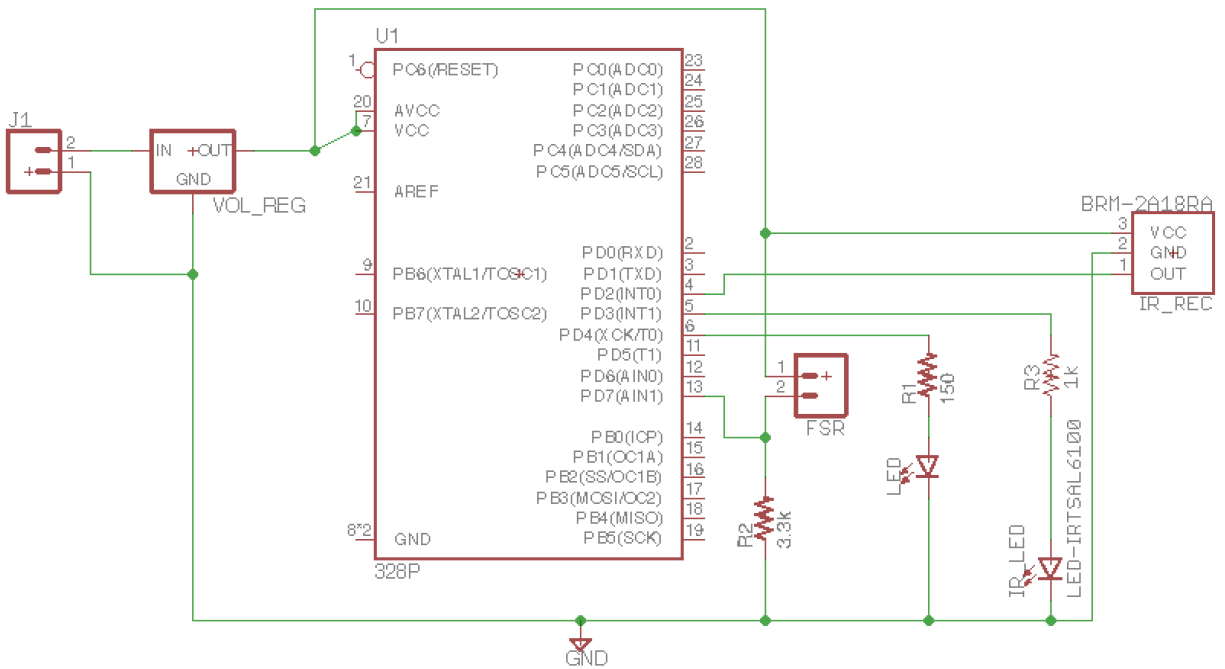 U1
1
PC6(/RESET)
PC0(ADC0)
23
PC1(ADC1)
24
20
AVCC
PC2(ADC2)
25
7
VCC
PC3(ADC3)
26
J1
2
1
+
IN
+OUT
GND
VOL_REG
PC4(ADC4/SDA)
27
PC5(ADC5/SCL)
28
21
AREF
BRM-2A18RA
3
VCC
2
GND
+
1
OUT
IR_REC
PD0(RXD)
2
9
PB6(XTAL1/TOSC1)
+
PD1(TXD)
3
PD2(INT0)
4
10
PB7(XTAL2/TOSC2)
PD3(INT1)
5
PD4(XCK/T0)
6
PD5(T1)
11
PD6(AIN0)
12
PD7(AIN1)
13
1
+
2
FSR
R1
150
R3
1k
PB0(ICP)
14
PB1(OC1A)
15
PB2(SS/OC1B)
16
PB3(MOSI/OC2)
17
PB4(MISO)
18
PB5(SCK)
19
8*2
GND
328P
R2
3.3k
LED
IR_LED
LED-IRTSAL6100
GND